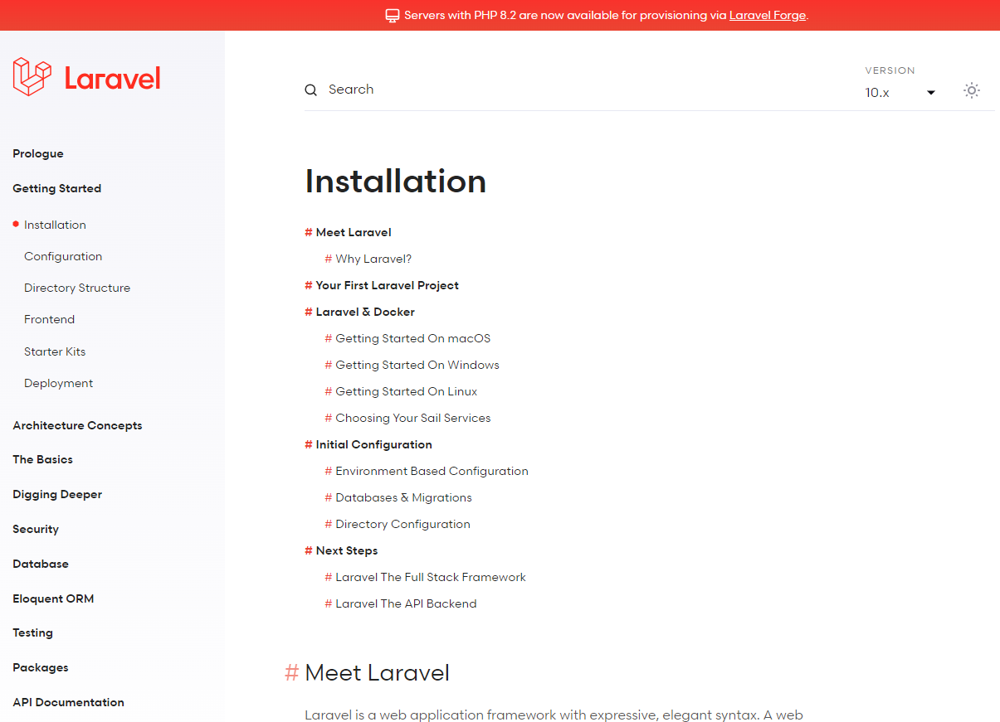 Servers with PHP 8.2 are now available for provisioning via Laravel Forge.
Laravel
Prologue
Getting Started
Installation
Configuration
Directory Structure
Frontend
Starter Kits
Deployment
Architecture Concepts
The Basics
Digging Deeper
Security
Database
Eloquent ORM
Testing
Packages
API Documentation
Search
VERSION
10.x
Installation
# Meet Laravel
# Why Laravel?
# Your First Laravel Project
# Laravel & Docker
# Getting Started On macOS
# Getting Started On Windows
# Getting Started On Linux
# Choosing Your Sail Services
# Initial Configuration
# Environment Based Configuration
# Databases & Migrations
# Directory Configuration
# Next Steps
# Laravel The Full Stack Framework
# Laravel The API Backend
# Meet Laravel
Laravel is a web application framework with expressive, elegant syntax. A web